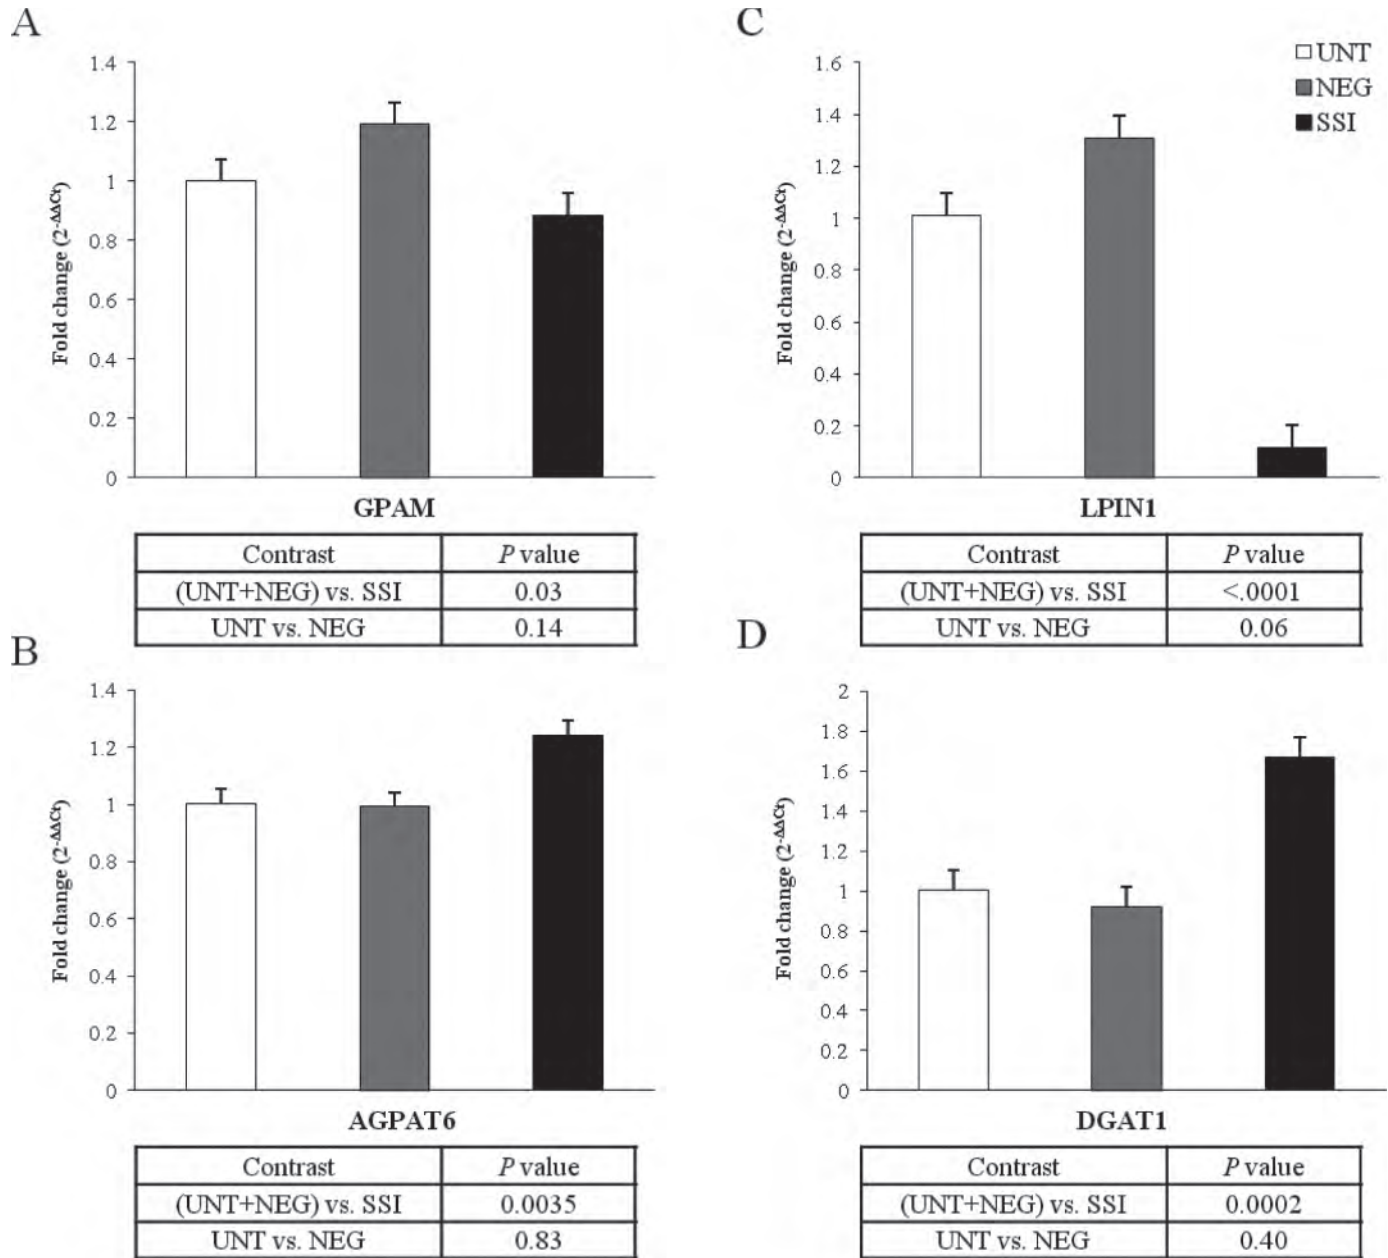 A
1.4
1.2
1
0.8
0.6
0.4
0.2
0
Fold change (2-ΔΔCt)
GPAM
Contrast P value
(UNT+NEG) vs. SSI 0.03
UNT vs. NEG 0.14
B
1.4
1.2
1
0.8
0.6
0.4
0.2
0
Fold change (2-ΔΔCt)
AGPAT6
Contrast P value
(UNT+NEG) vs. SSI 0.0035
UNT vs. NEG 0.83
C
UNT
NEG
SSI
1.6
1.4
1.2
1
0.8
0.6
0.4
0.2
0
Fold change (2-ΔΔCt)
LPIN1
Contrast P value
(UNT+NEG) vs. SSI <.0001
UNT vs. NEG 0.06
D
2
1.8
1.6
1.4
1.2
1
0.8
0.6
0.4
0.2
0
Fold change (2-ΔΔCt)
DGAT1
Contrast P value
(UNT+NEG) vs. SSI 0.0002
UNT vs. NEG 0.40